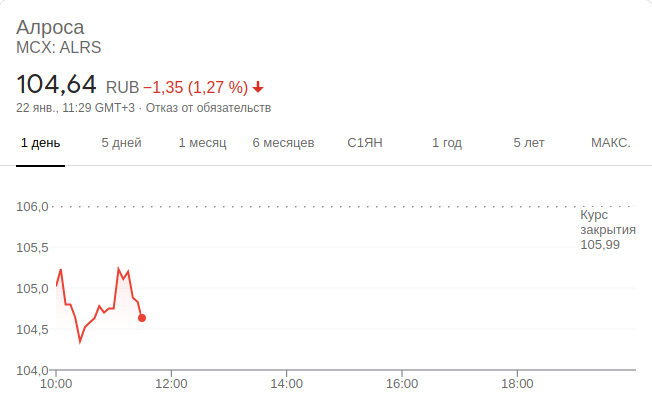 Алроса
MCX: ALRS
104,64 RUB −1,35 (1,27 %)
22 янв., 11:29 GMT+3 · Отказ от обязательств
1 день 5 дней 1 месяц 6 месяцев С1ЯН 1 год 5 лет МАКС.
106,0
Курс
закрытия
105,99
105,5
105,0
104,5
104,0
10:00 12:00 14:00 16:00 18:00